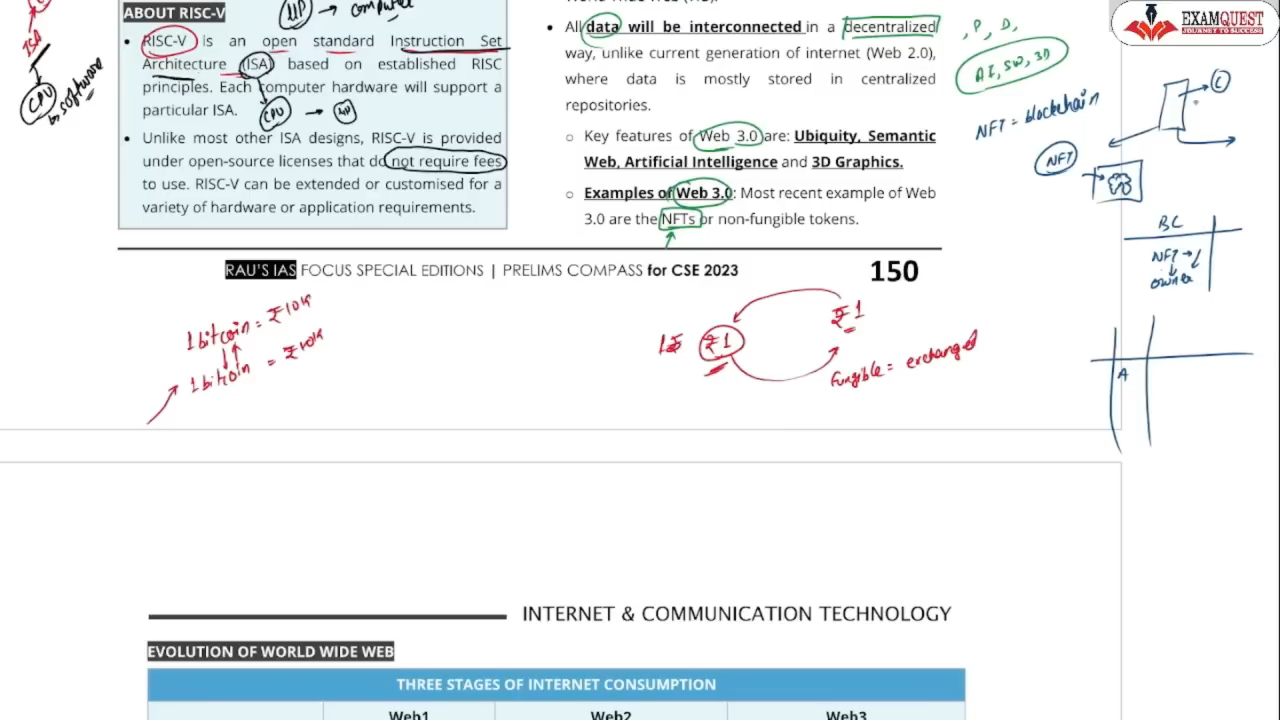 ABOUT RISC-V
• RISC-V is an open standard Instruction Set
Architecture (ISA) based on established RISC
principles. Each computer hardware will support a
particular ISA.
• Unlike most other ISA designs, RISC-V is provided
under open-source licenses that do not require fees
to use. RISC-V can be extended or customised for a
variety of hardware or application requirements.
• All data will be interconnected in a decentralized
way, unlike current generation of internet (Web 2.0),
where data is mostly stored in centralized
repositories.
o Key features of Web 3.0 are: Ubiquity, Semantic
Web, Artificial Intelligence and 3D Graphics.
o Examples of Web 3.0: Most recent example of Web
3.0 are the NFTs or non-fungible tokens.
RAU'S IAS FOCUS SPECIAL EDITIONS | PRELIMS COMPASS for CSE 2023 150
ISA
CPU
software
MP → computer
CPU → MP
, P, D,
AI, SW, 3D
NFT = blockchain
C
NFT
BC
NFT →
owner
A
1 bitcoin = ₹10k
1 bitcoin = ₹10k
₹1
₹1
Fungible = exchanged
EXAMQUEST
JOURNEY TO SUCCESS
INTERNET & COMMUNICATION TECHNOLOGY
EVOLUTION OF WORLD WIDE WEB
THREE STAGES OF INTERNET CONSUMPTION
Web1 Web2 Web3